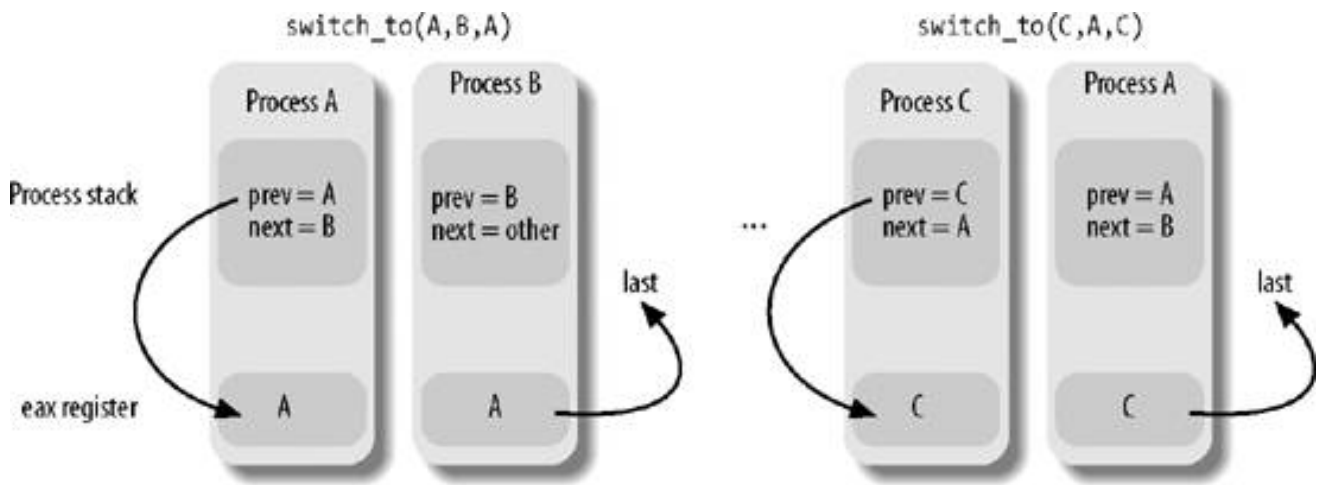 switch_to(A,B,A)
switch_to(C,A,C)
Process A
Process B
Process C
Process A
Process stack
prev = A
next = B
prev = B
next = other
...
prev = C
next = A
prev = A
next = B
last
last
eax register
A
A
C
C